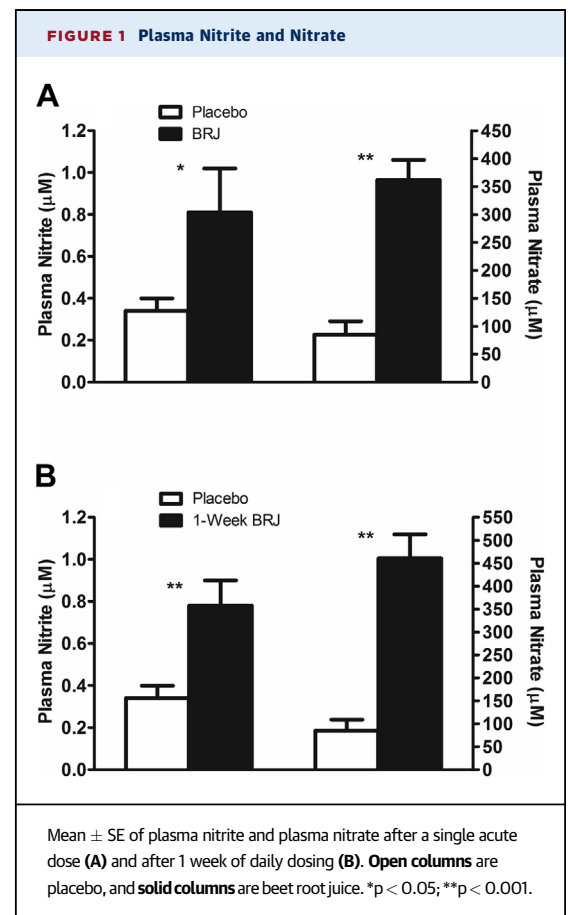 FIGURE 1 Plasma Nitrite and Nitrate
A
Placebo
BRJ
1.2
1.0
0.8
0.6
0.4
0.2
0.0
Plasma Nitrite (µM)
*
**
450
400
350
300
250
200
150
100
50
0
Plasma Nitrate (µM)
B
Placebo
1-Week BRJ
1.2
1.0
0.8
0.6
0.4
0.2
0.0
Plasma Nitrite (µM)
**
**
550
500
450
400
350
300
250
200
150
100
50
0
Plasma Nitrate (µM)
Mean ± SE of plasma nitrite and plasma nitrate after a single acute
dose (A) and after 1 week of daily dosing (B). Open columns are
placebo, and solid columns are beet root juice. *p < 0.05; **p < 0.001.